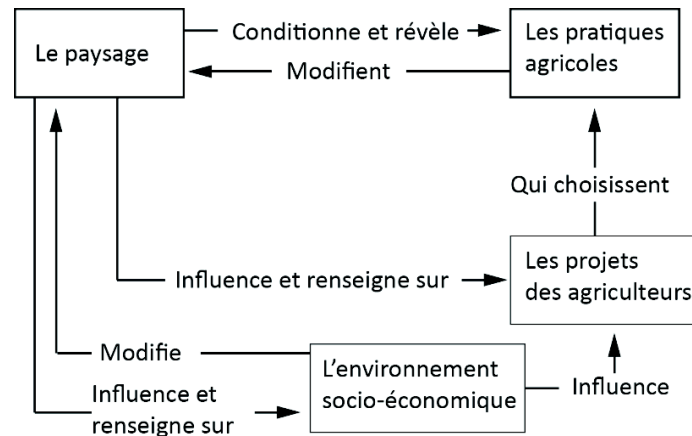 Conditionne et révèle
Le paysage
Les pratiques
agricoles
Modifient
Qui choisissent
Influence et renseigne sur
Les projets
des agriculteurs
Modifie
L'environnement
socio-économique
Influence
Influence et
renseigne sur